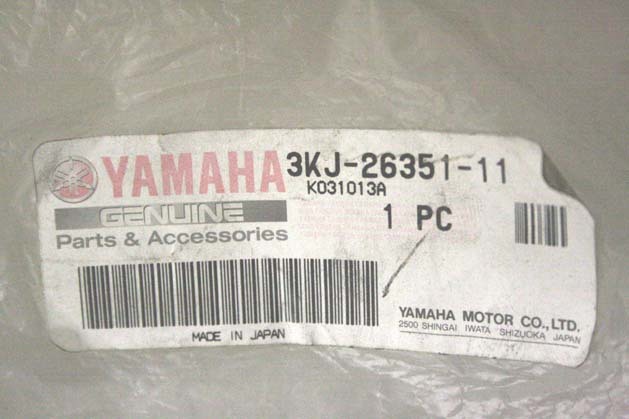 YAMAHA 3KJ-26351-11
K031013A
GENUINE
1 PC
Parts & Accessories
MADE IN JAPAN
YAMAHA MOTOR CO.,LTD.
2500 SHINGAI IWATA SHIZUOKA JAPAN